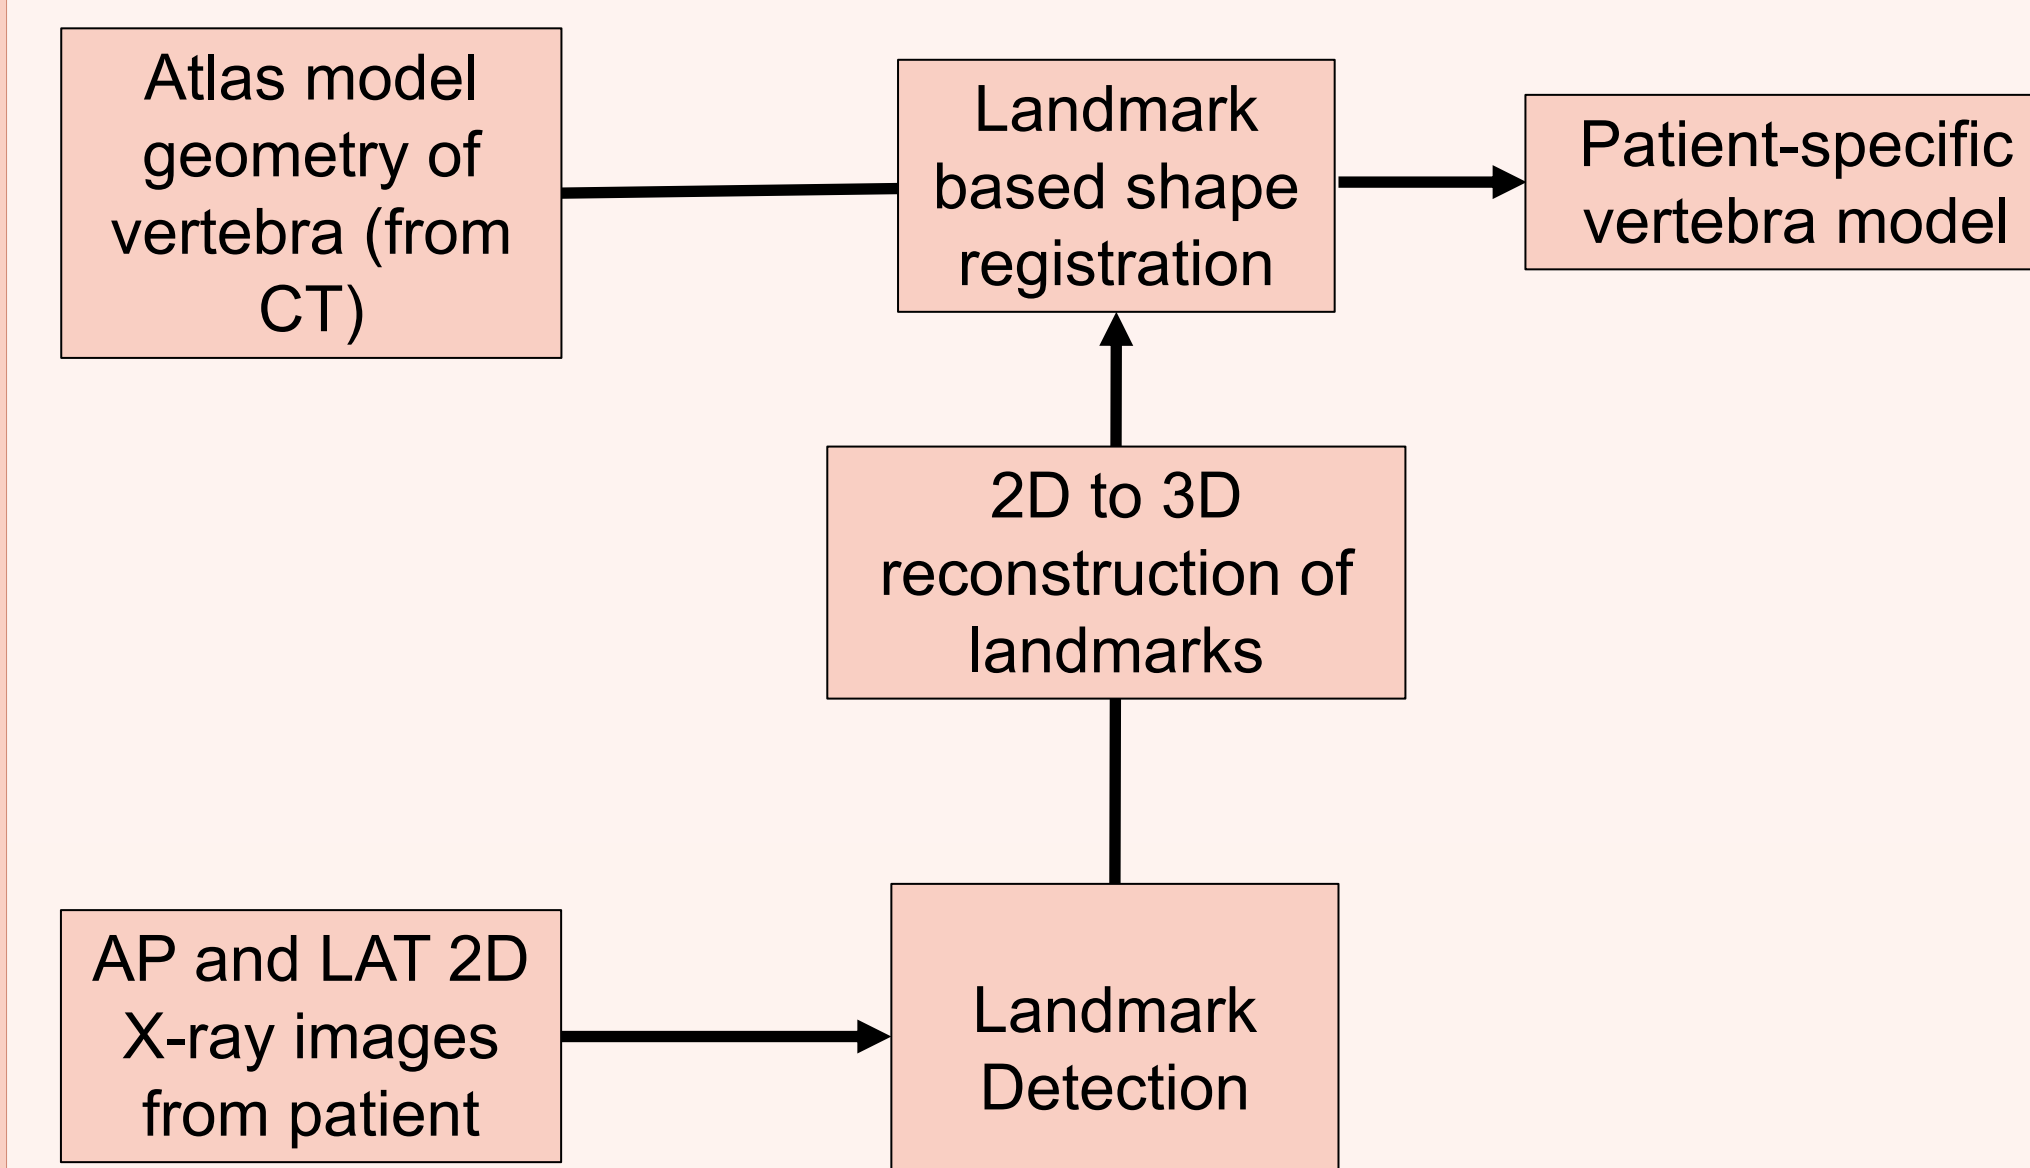 Atlas model
geometry of
vertebra (from
CT)
Landmark
based shape
registration
Patient-specific
vertebra model
2D to 3D
reconstruction of
landmarks
AP and LAT 2D
X-ray images
from patient
Landmark
Detection